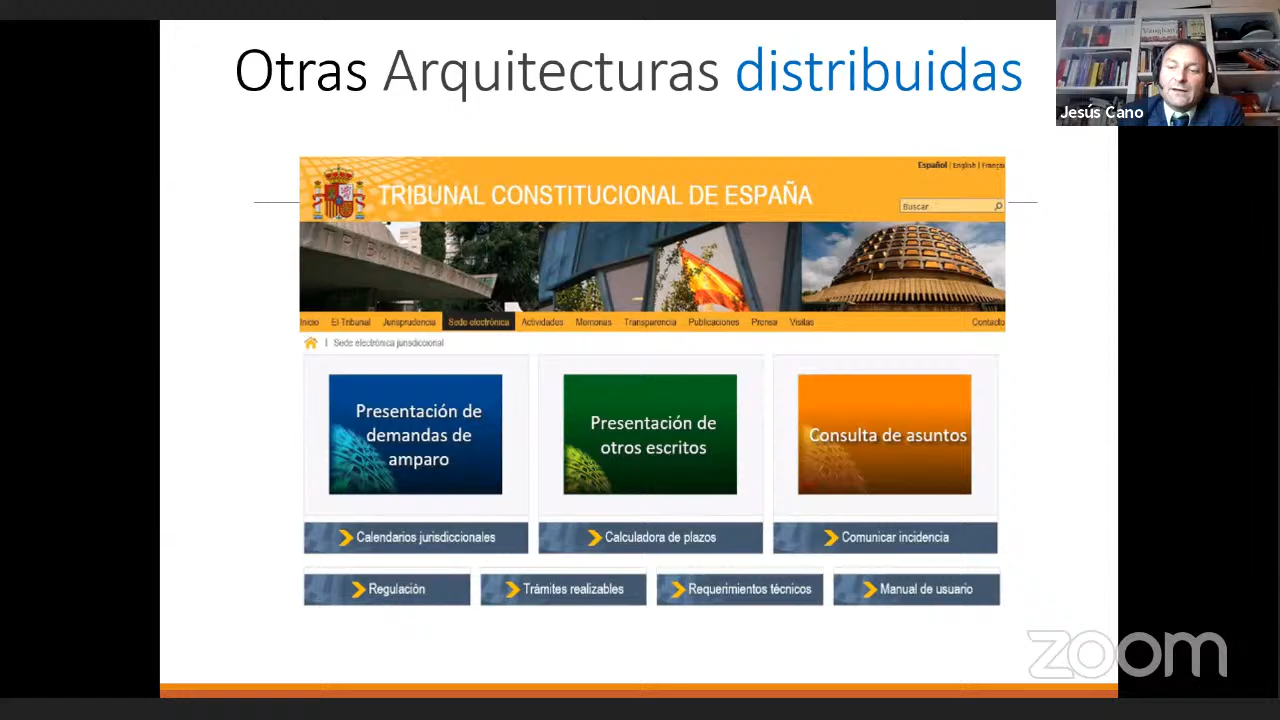 Otras Arquitecturas distribuidas
Jesús Cano
Español | English | Françe
TRIBUNAL CONSTITUCIONAL DE ESPAÑA
Buscar
Inicio El Tribunal Jurisprudencia Sede electrónica Actividades Memorias Transparencia Publicaciones Prensa Visitas Contacto
| Sede electrónica jurisdiccional
Presentación de
demandas de
amparo
Presentación de
otros escritos
Consulta de asuntos
Calendarios jurisdiccionales
Calculadora de plazos
Comunicar incidencia
Regulación
Trámites realizables
Requerimientos técnicos
Manual de usuario
zoom